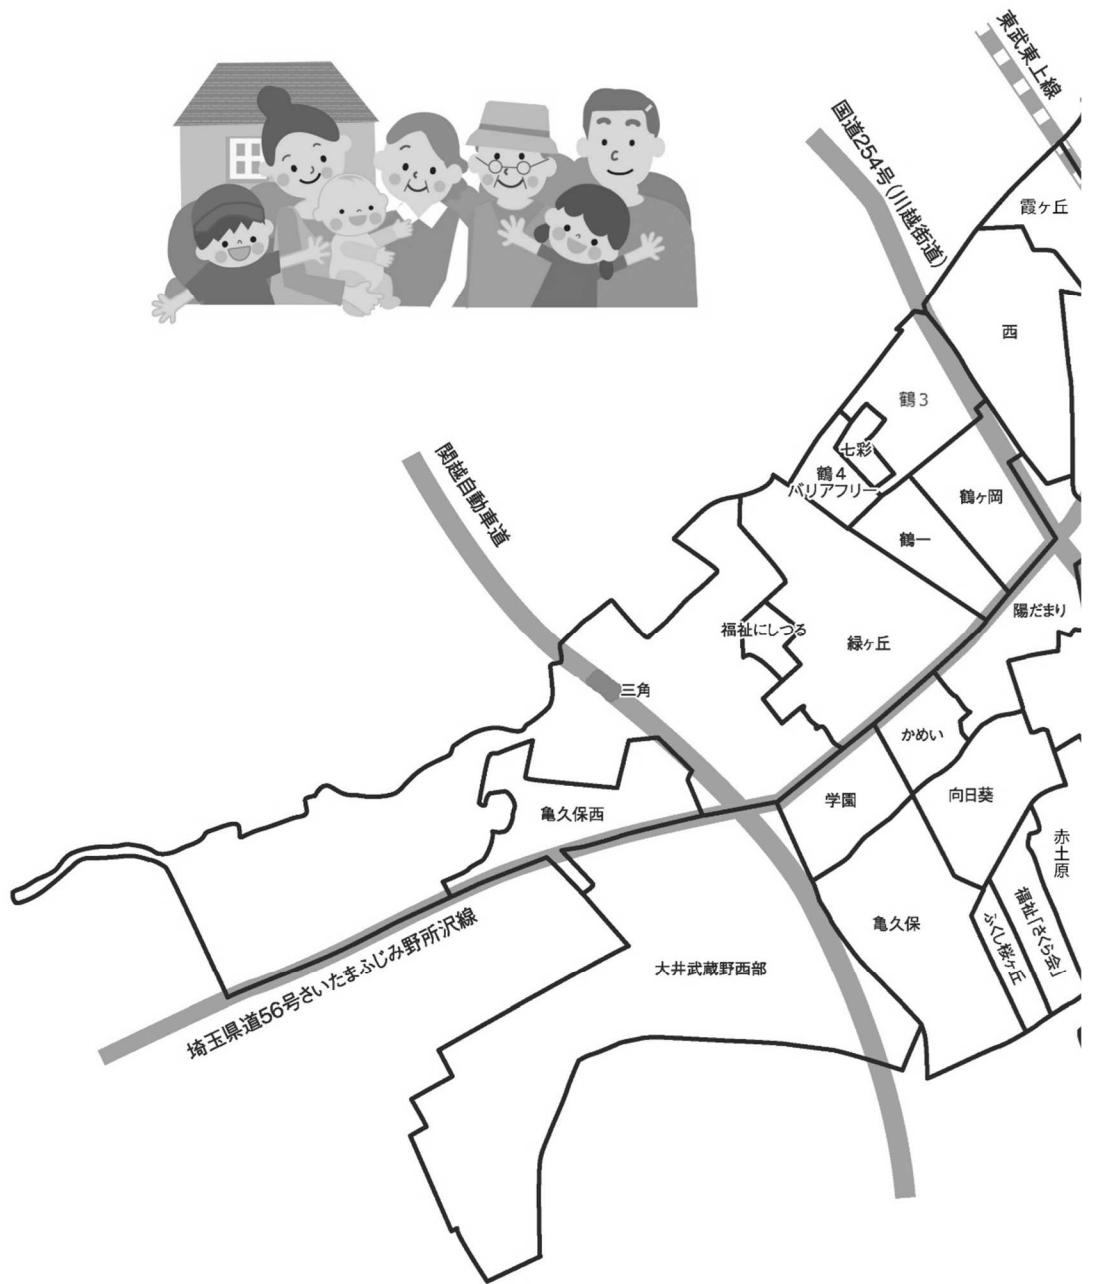 東武東上線
国道254号(川越街道)
霞ヶ丘
西
鶴3
七彩
鶴4
バリアフリー
鶴ヶ岡
関越自動車道
鶴一
陽だまり
福祉にしつる
緑ヶ丘
三角
かめい
学園
向日葵
亀久保西
赤土原
亀久保
福祉「さくら会」
ふくし桜ヶ丘
大井武蔵野西部
埼玉県道56号さいたまふじみ野所沢線